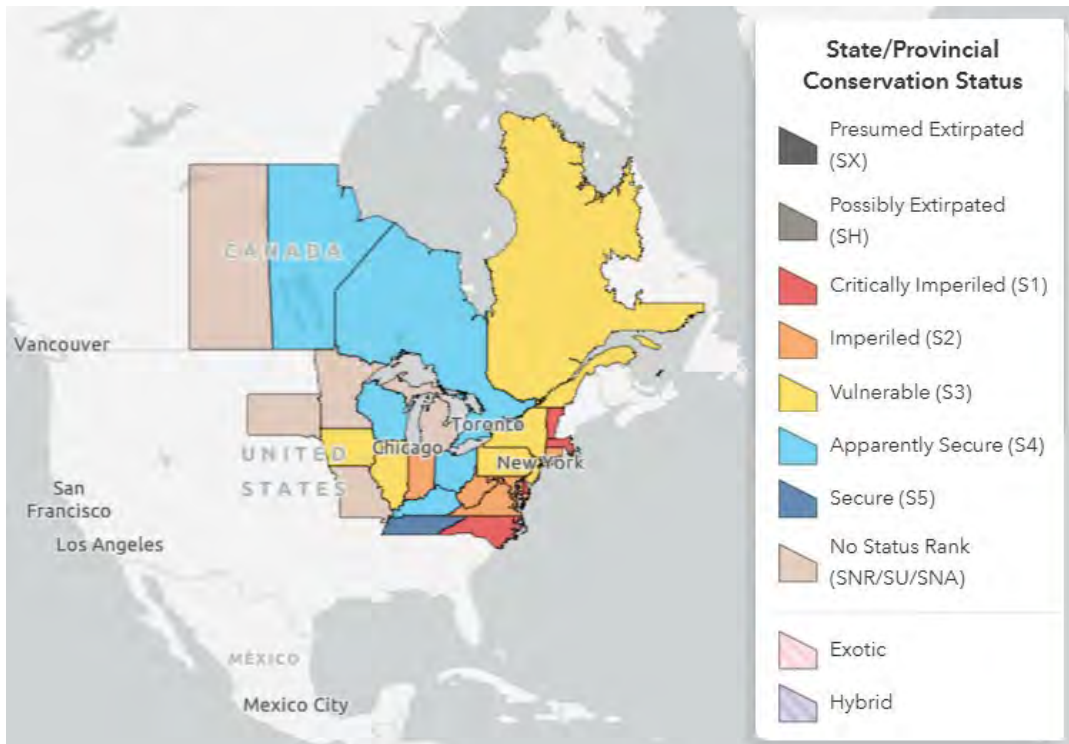 State/Provincial
Conservation Status
Presumed Extirpated
(SX)
Possibly Extirpated
(SH)
Critically Imperiled (S1)
Imperiled (S2)
Vulnerable (S3)
Apparently Secure (S4)
Secure (S5)
No Status Rank
(SNR/SU/SNA)
Exotic
Hybrid
CANADA
Vancouver
Toronto
Chicago
New York
UNITED
STATES
San
Francisco
Los Angeles
MÉXICO
Mexico City